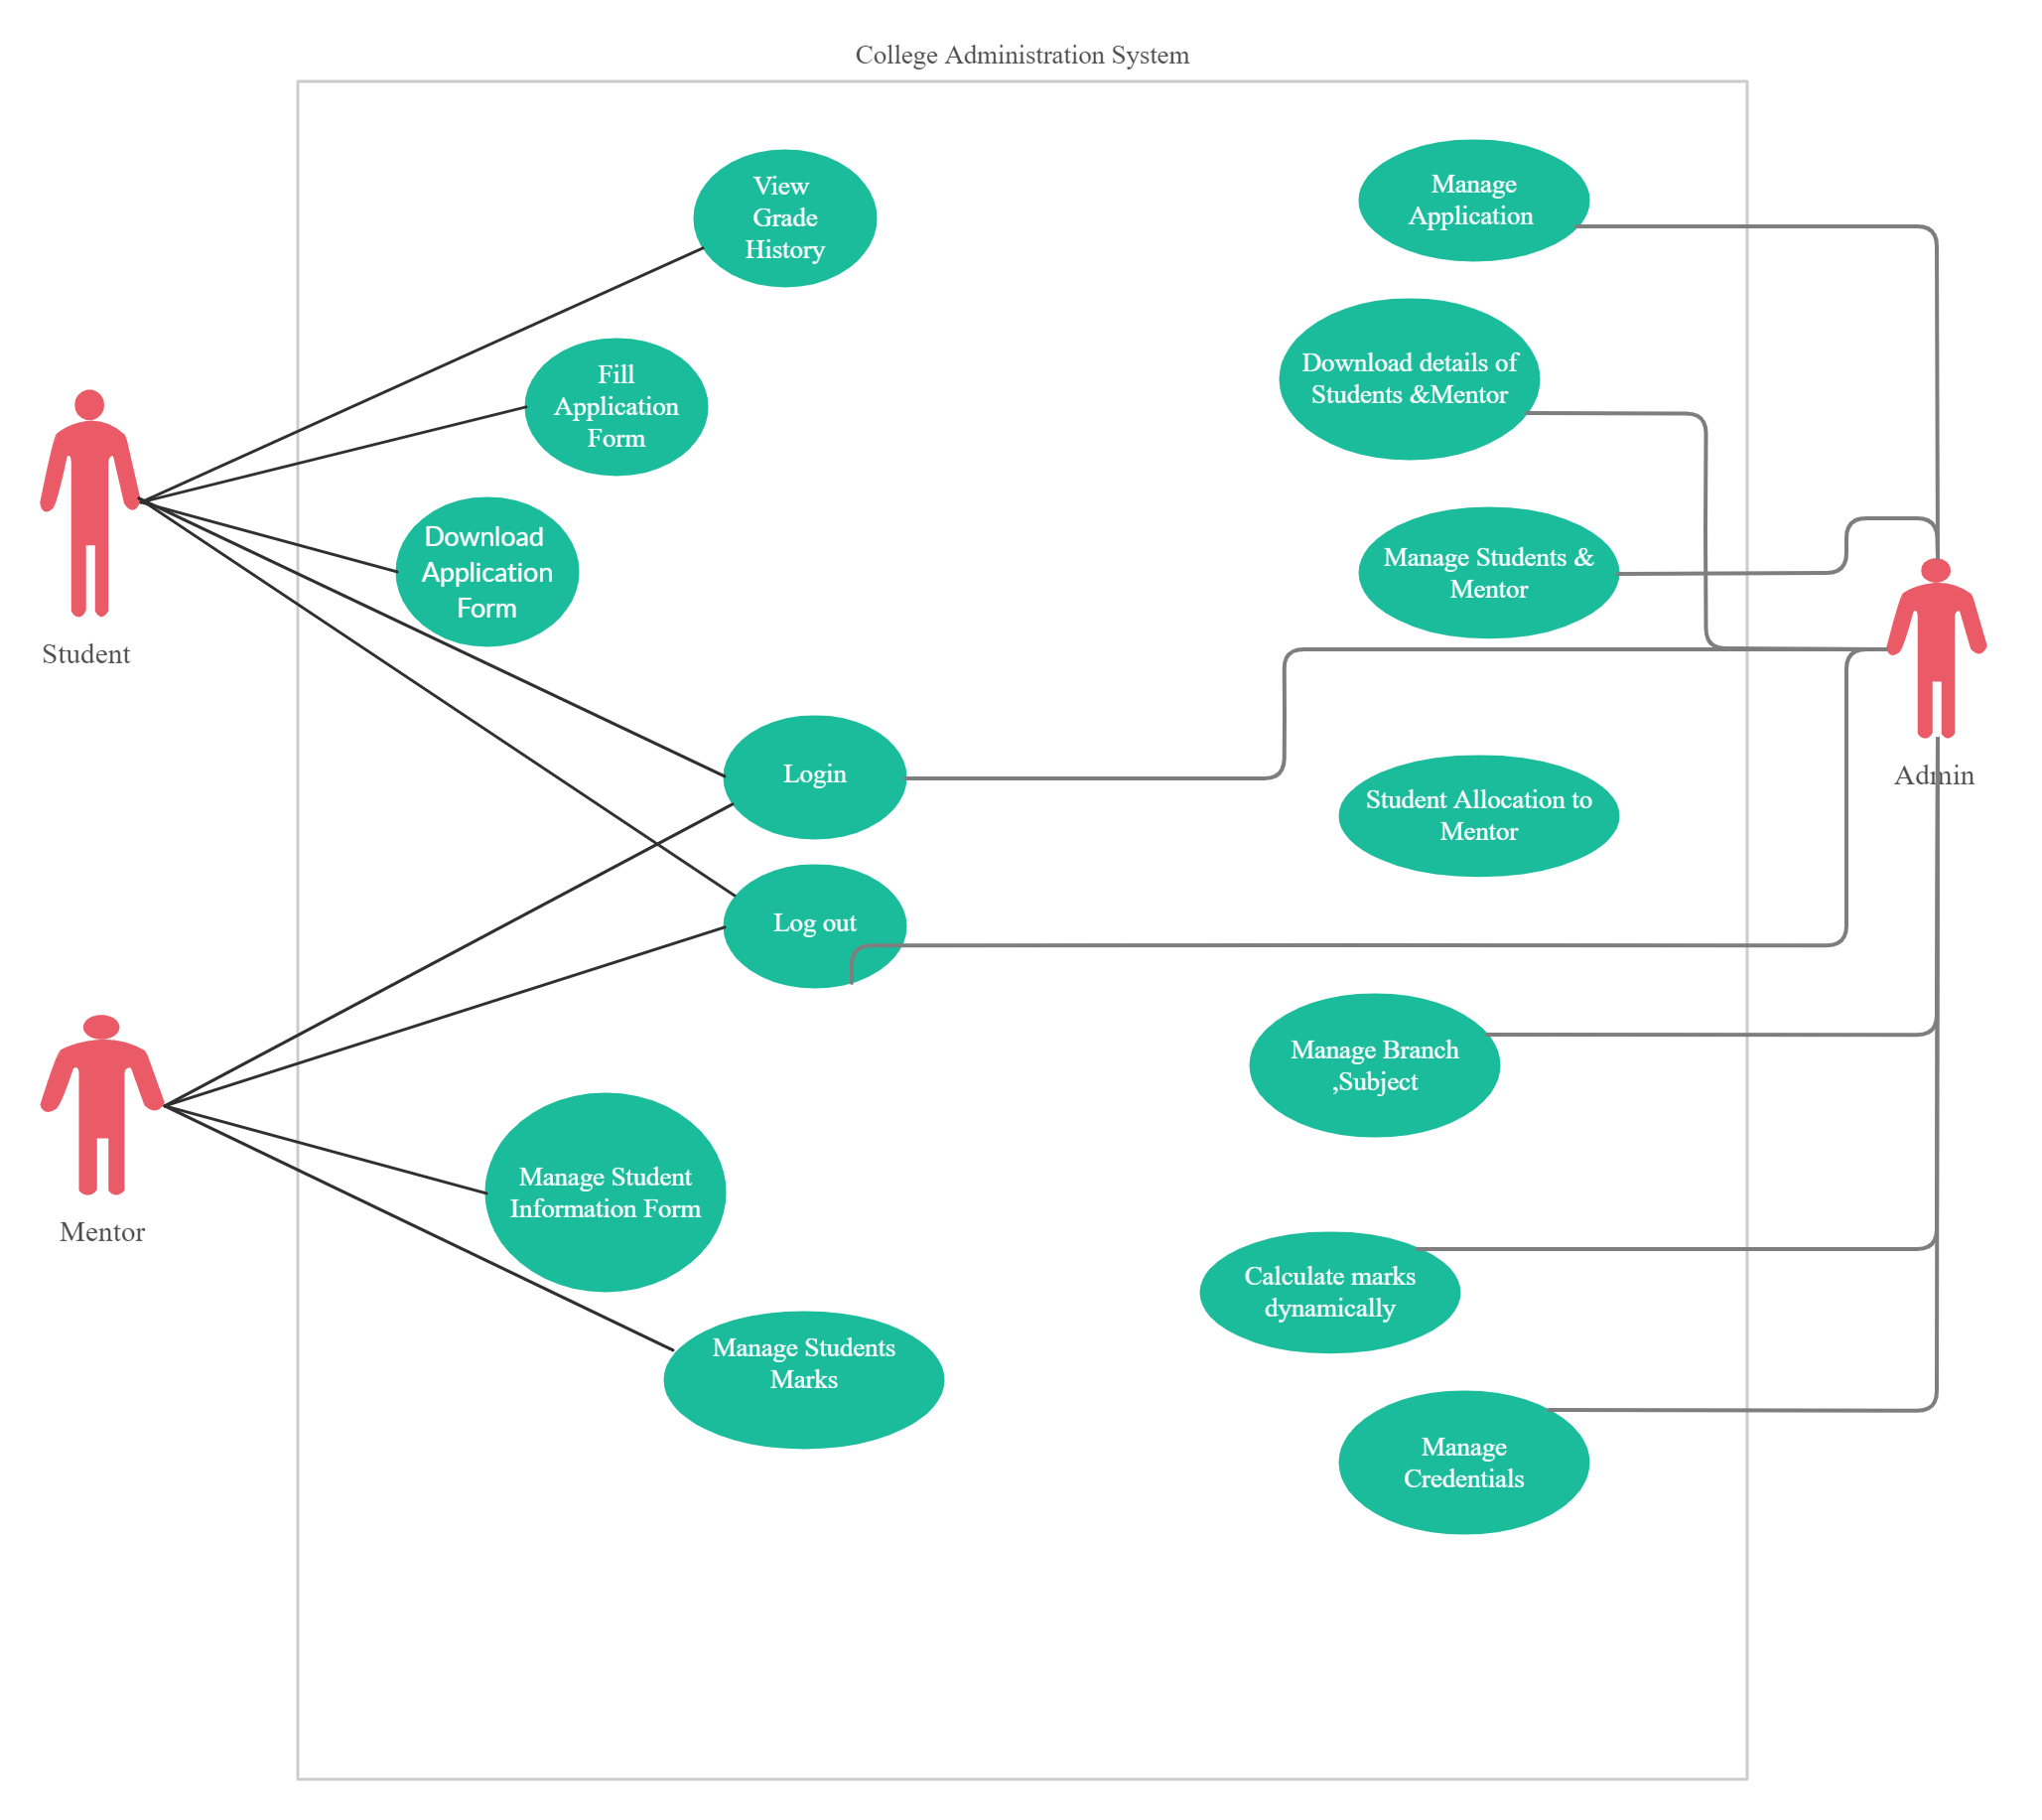 College Administration System
View
Grade
History
Fill
Application
Form
Download
Application
Form
Student
Login
Log out
Mentor
Manage Student
Information Form
Manage Students
Marks
Manage
Application
Download details of
Students &Mentor
Manage Students &
Mentor
Admin
Student Allocation to
Mentor
Manage Branch
,Subject
Calculate marks
dynamically
Manage
Credentials